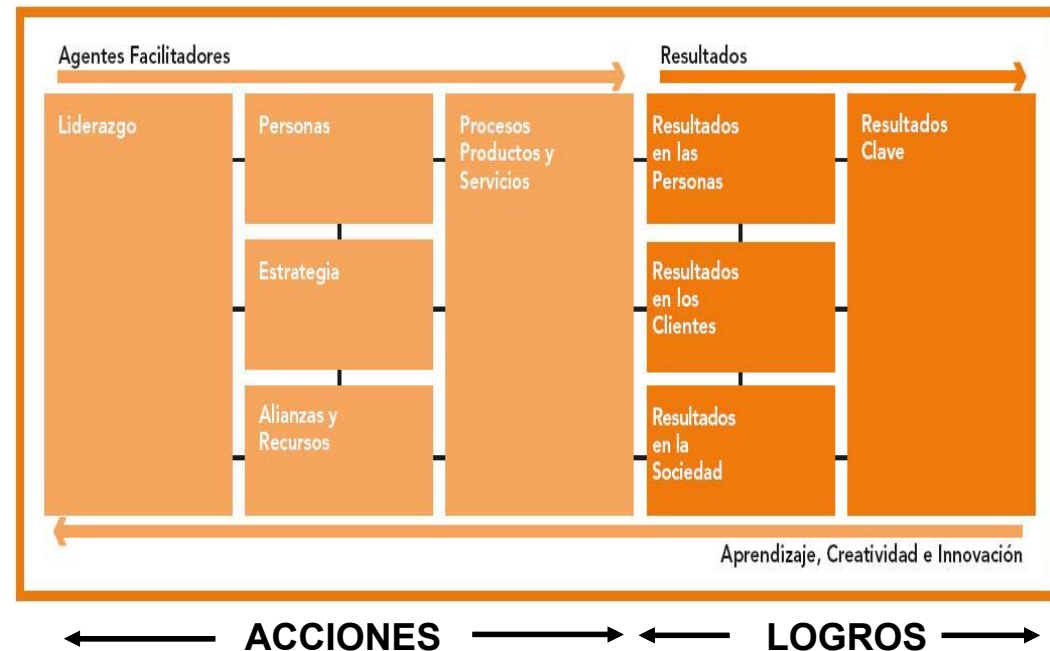 Agentes Facilitadores
Resultados
Liderazgo
Personas
Procesos
Productos y
Servicios
Resultados
en las
Personas
Resultados
Clave
Estrategia
Resultados
en los
Clientes
Alianzas y
Recursos
Resultados
en la
Sociedad
Aprendizaje, Creatividad e Innovación
ACCIONES
LOGROS